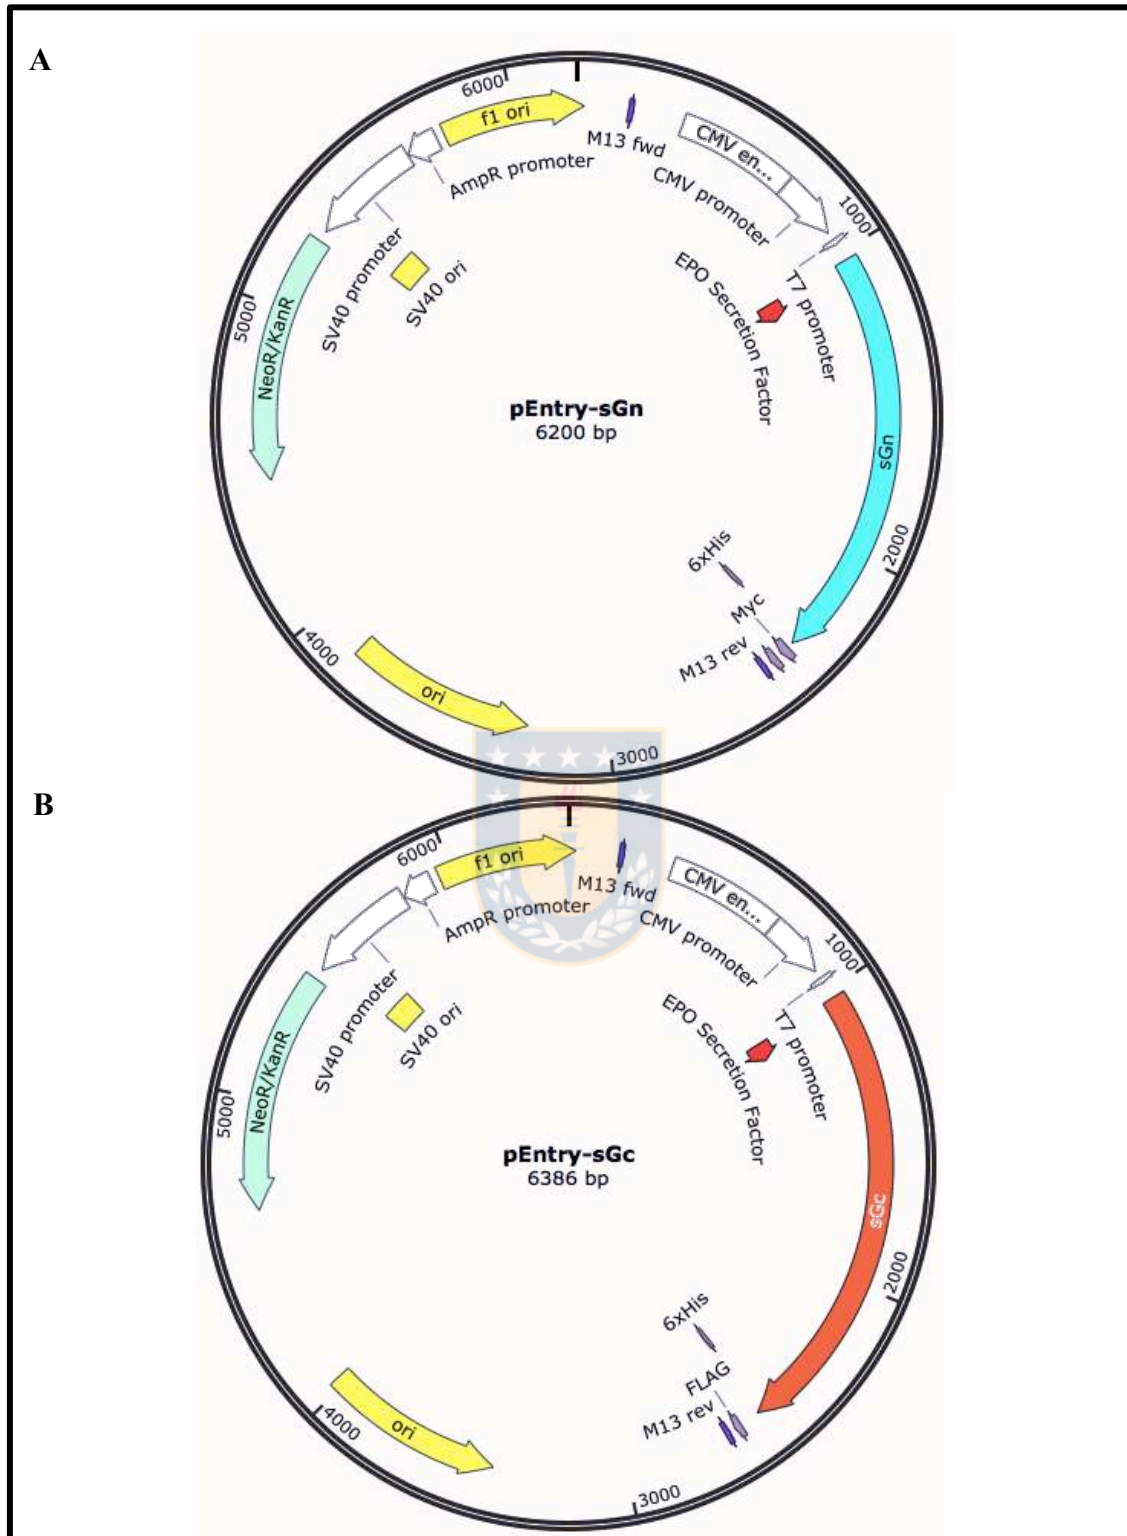 A
6000
f1 ori
M13 fwd
CMV en...
AmpR promoter
CMV promoter
1000
SV40 promoter
SV40 ori
EPO Secretion Factor
T7 promoter
5000
NeoR/KanR
pEntry-sGn
6200 bp
sGn
2000
6xHis
Myc
M13 rev
4000
ori
3000
B
6000
f1 ori
M13 fwd
CMV en...
AmpR promoter
CMV promoter
1000
SV40 promoter
SV40 ori
EPO Secretion Factor
T7 promoter
5000
NeoR/KanR
pEntry-sGc
6386 bp
sGc
2000
6xHis
FLAG
M13 rev
4000
ori
3000